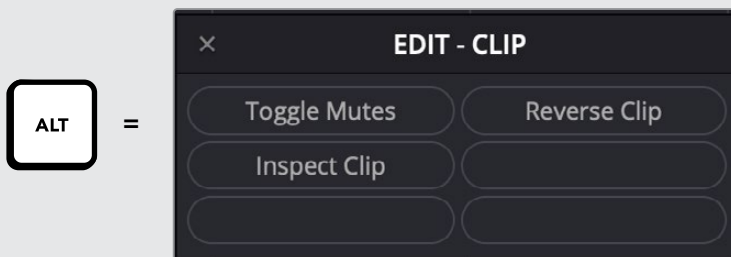 × EDIT - CLIP
ALT = Toggle Mutes Reverse Clip
Inspect Clip